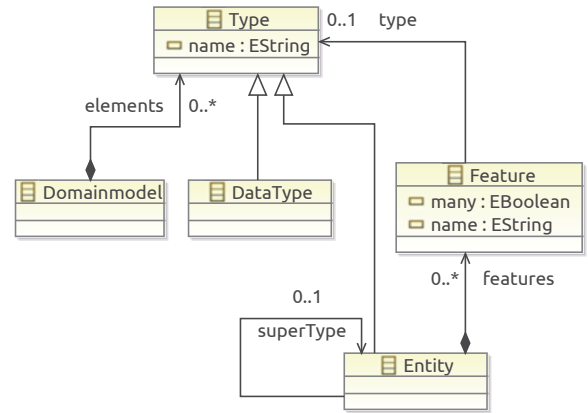 Type
name : EString
0..1 type
elements 0..*
Domainmodel
DataType
Feature
many : EBoolean
name : EString
0..* features
0..1
superType
Entity